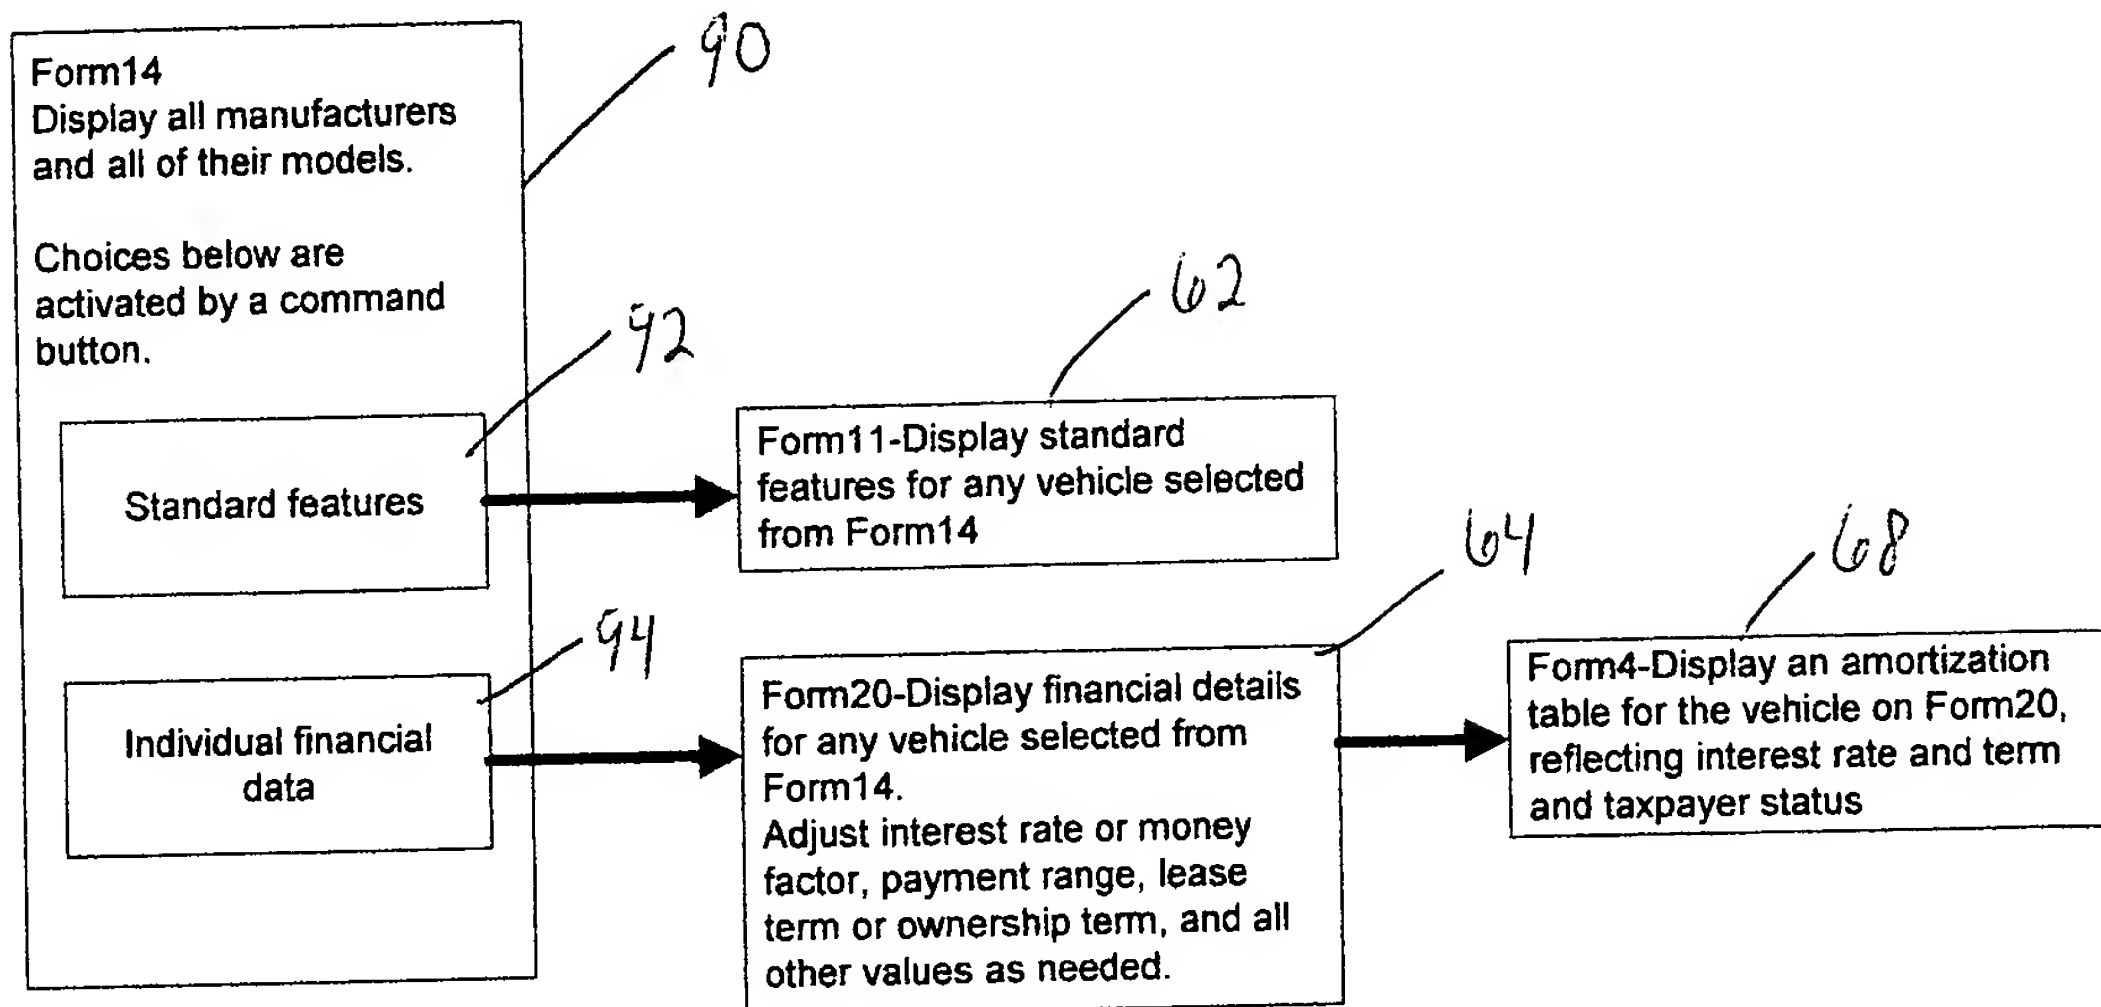 Form14
Display all manufacturers
and all of their models.
Choices below are
activated by a command
button.
90
92
Standard features
62
Form11-Display standard
features for any vehicle selected
from Form14
94
Individual financial
data
64
Form20-Display financial details
for any vehicle selected from
Form14.
Adjust interest rate or money
factor, payment range, lease
term or ownership term, and all
other values as needed.
68
Form4-Display an amortization
table for the vehicle on Form20,
reflecting interest rate and term
and taxpayer status